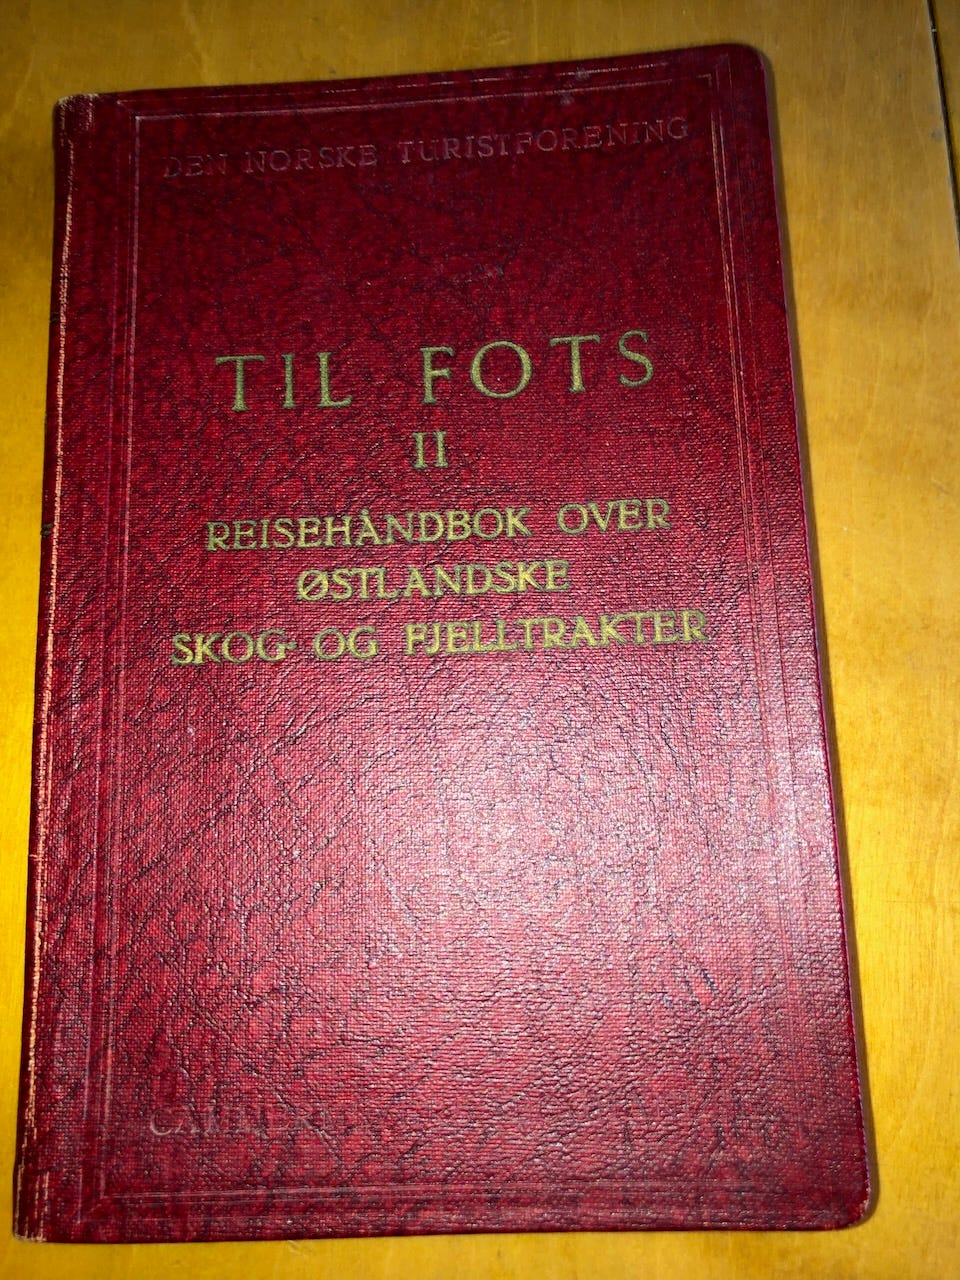 DEN NORSKE TURISTFORENING
TIL FOTS
II
REISEHÅNDBOK OVER
ØSTLANDSKE
SKOG- OG FJELLTRAKTER